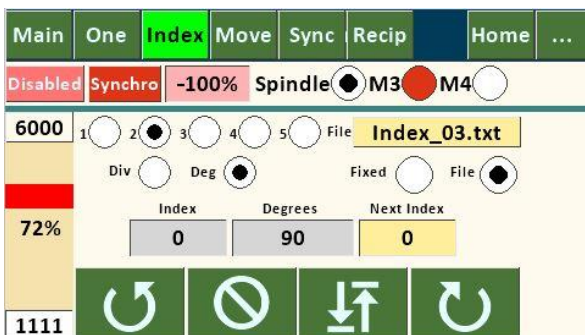 Main One Index Move Sync Recip Home ...
Disabled Synchro -100% Spindle M3 M4
6000 1 2 3 4 5 File Index_03.txt
Div Deg Fixed File
Index Degrees Next Index
72% 0 90 0
1111